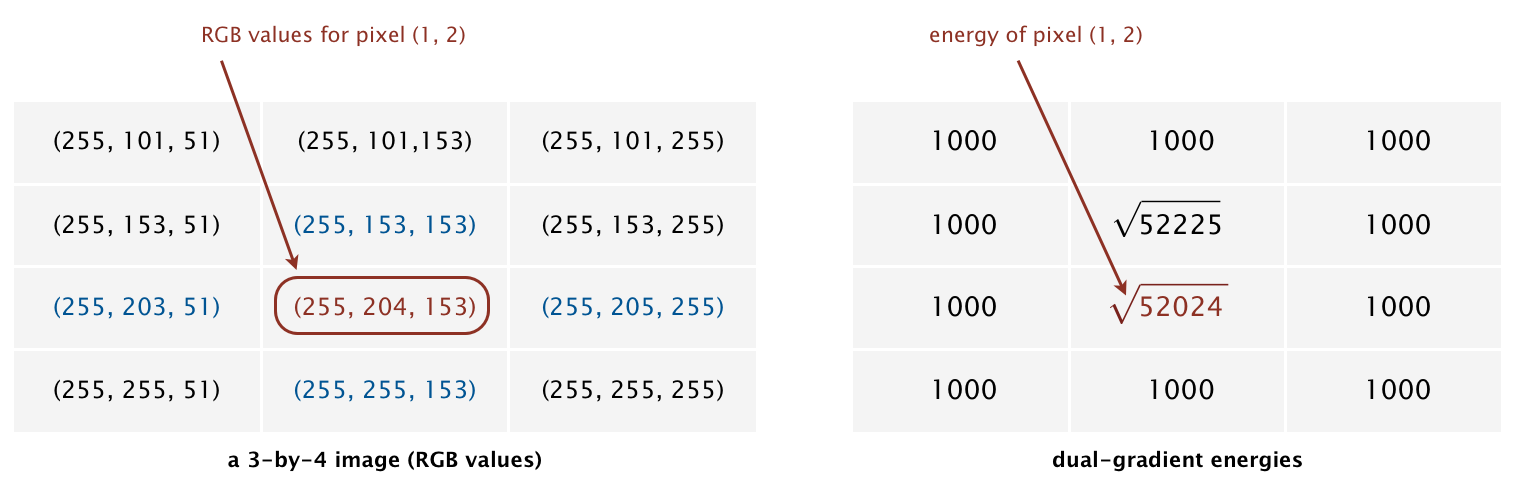 RGB values for pixel (1, 2)
energy of pixel (1, 2)
(255, 101, 51) (255, 101,153) (255, 101, 255)
(255, 153, 51) (255, 153, 153) (255, 153, 255)
(255, 203, 51) (255, 204, 153) (255, 205, 255)
(255, 255, 51) (255, 255, 153) (255, 255, 255)
a 3-by-4 image (RGB values)
1000 1000 1000
1000 √52225 1000
1000 √52024 1000
1000 1000 1000
dual-gradient energies